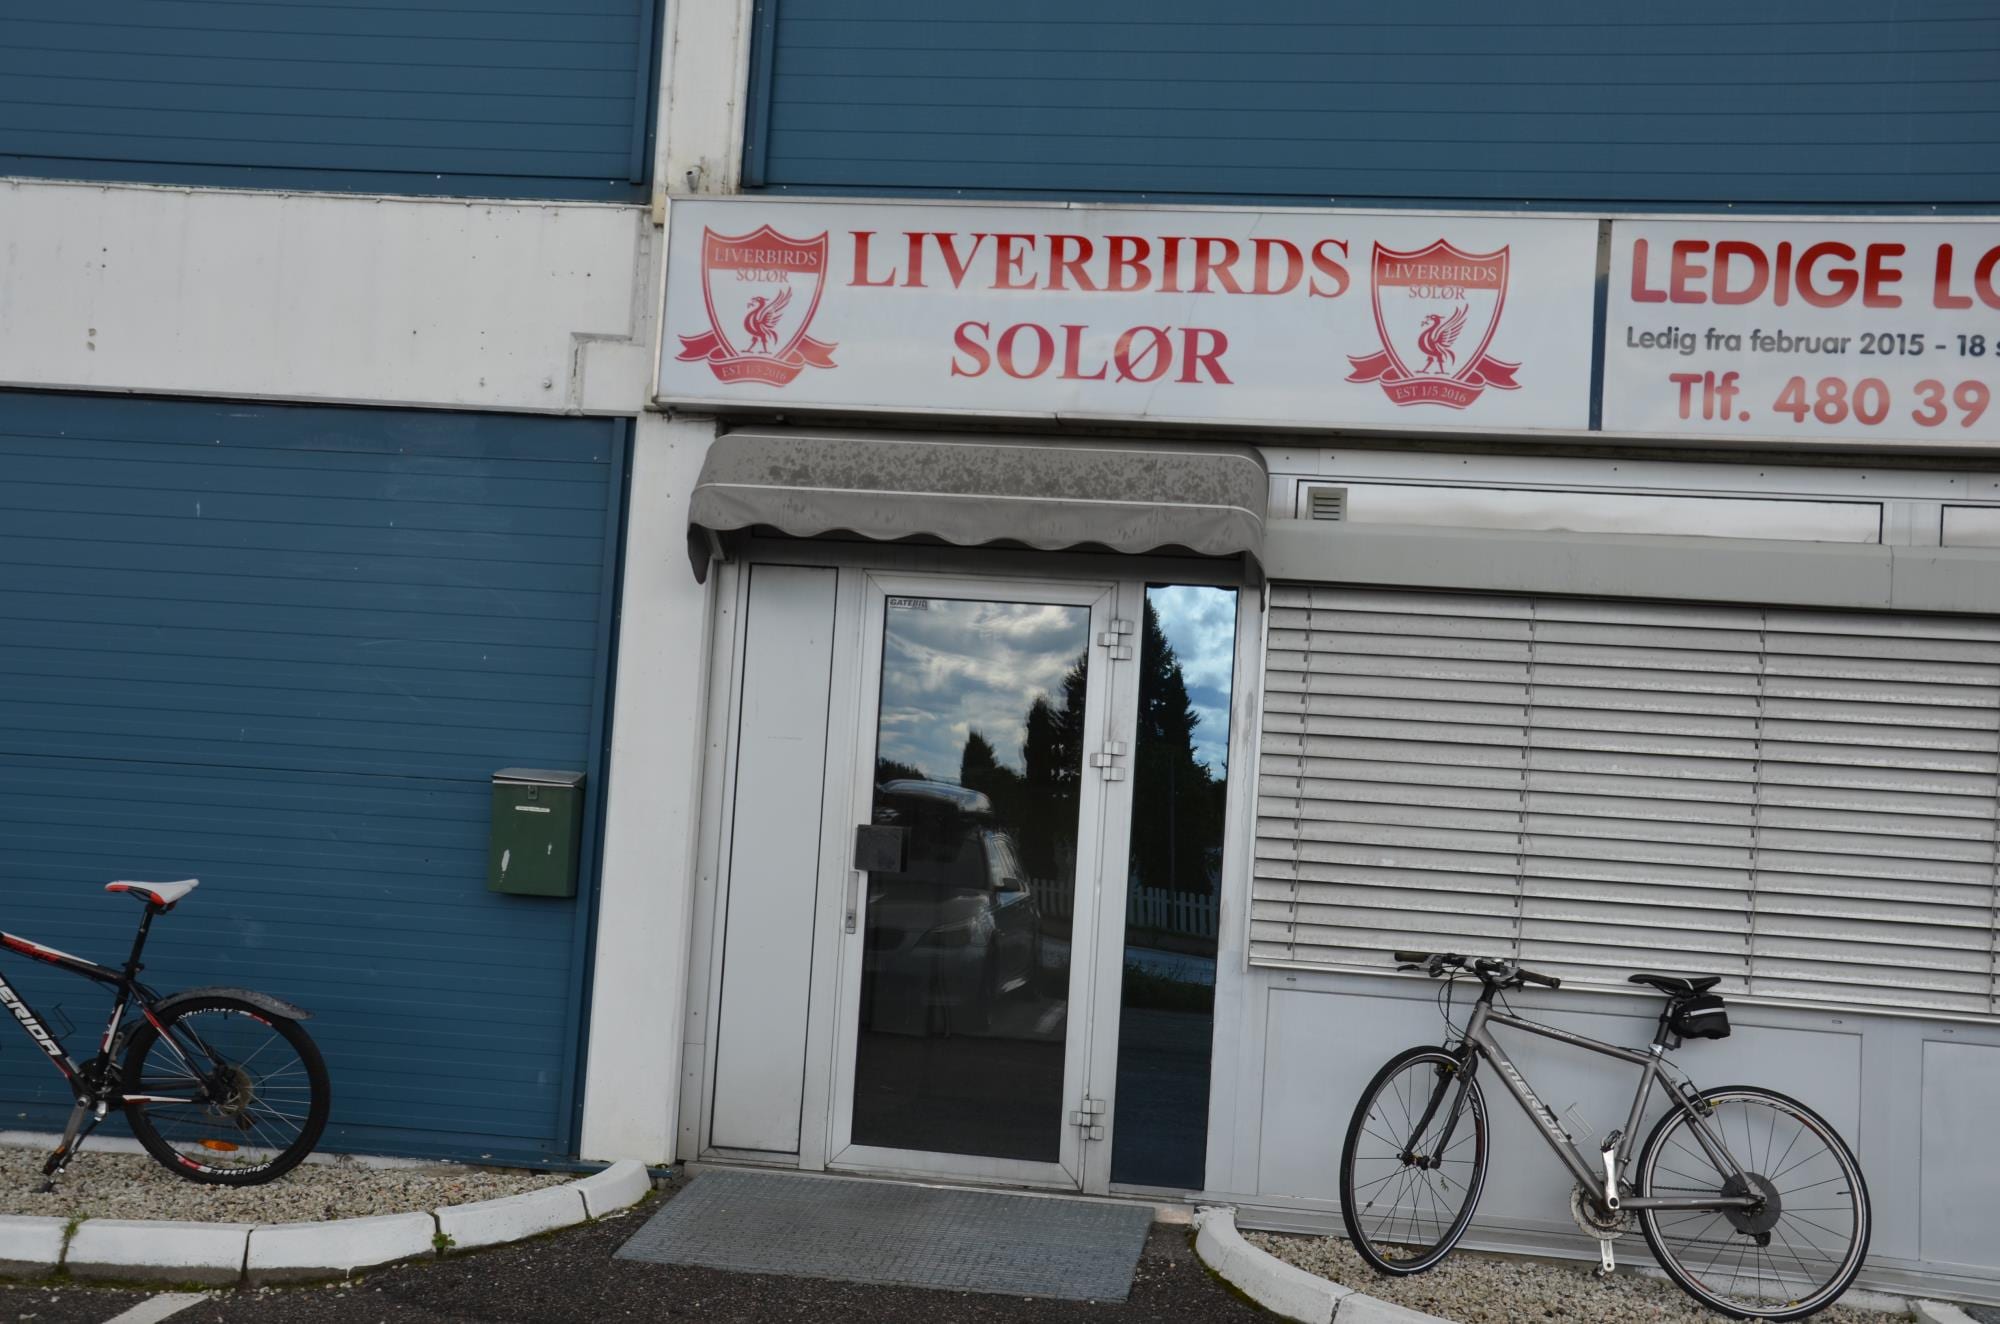 LIVERBIRDS
SOLØR
LIVERBIRDS
SOLØR
EST 1/5 2016
LIVERBIRDS
SOLØR
EST 1/5 2016
LEDIGE LO
Ledig fra februar 2015 - 18 s
Tlf. 480 39
GATEBIL
MERIDA
MERIDA